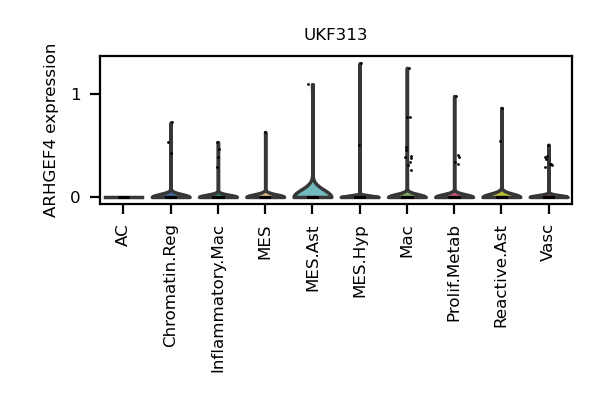 UKF313
ARHGEF4 expression
1
0
AC
Chromatin.Reg
Inflammatory.Mac
MES
MES.Ast
MES.Hyp
Mac
Prolif.Metab
Reactive.Ast
Vasc